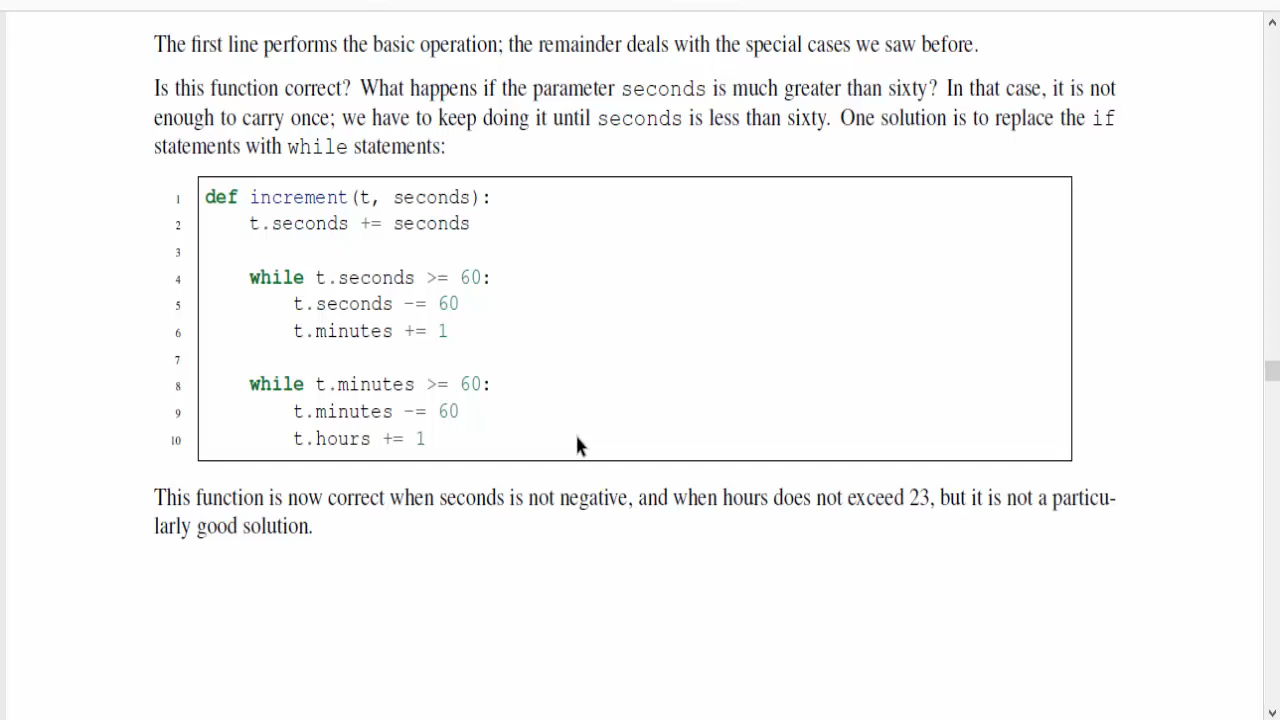 The first line performs the basic operation; the remainder deals with the special cases we saw before.
Is this function correct? What happens if the parameter seconds is much greater than sixty? In that case, it is not
enough to carry once; we have to keep doing it until seconds is less than sixty. One solution is to replace the if
statements with while statements:
1 def increment(t, seconds):
2     t.seconds += seconds
3
4     while t.seconds >= 60:
5         t.seconds -= 60
6         t.minutes += 1
7
8     while t.minutes >= 60:
9         t.minutes -= 60
10         t.hours += 1
This function is now correct when seconds is not negative, and when hours does not exceed 23, but it is not a particu-
larly good solution.